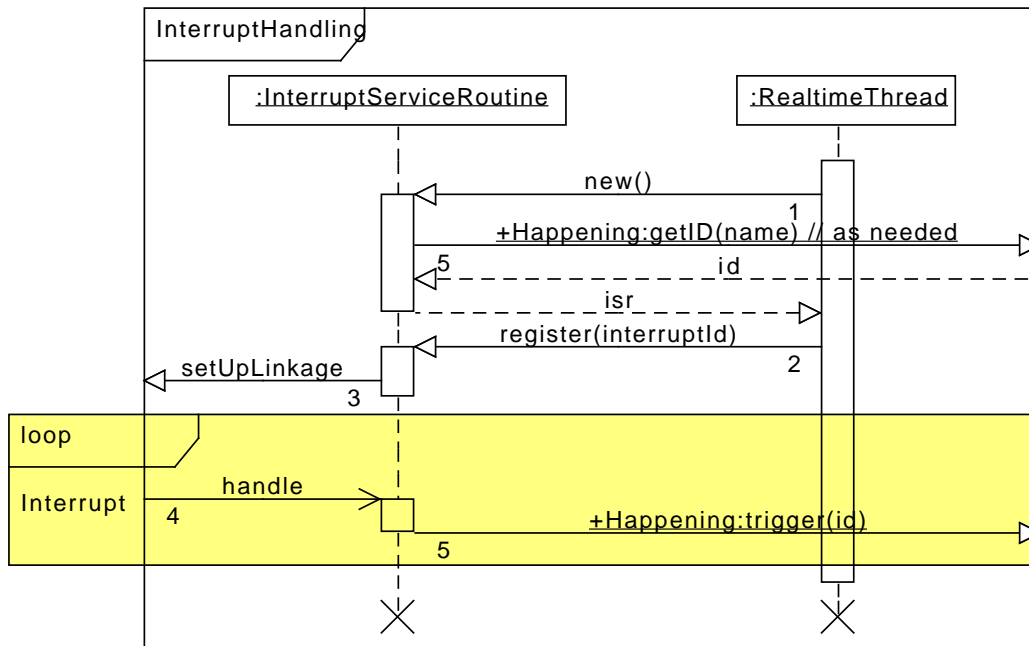 InterruptHandling
:InterruptServiceRoutine
:RealtimeThread
new()
1
+Happening:getID(name) // as needed
5
id
isr
register(interruptId)
2
setUpLinkage
3
loop
Interrupt
handle
4
+Happening:trigger(id)
5